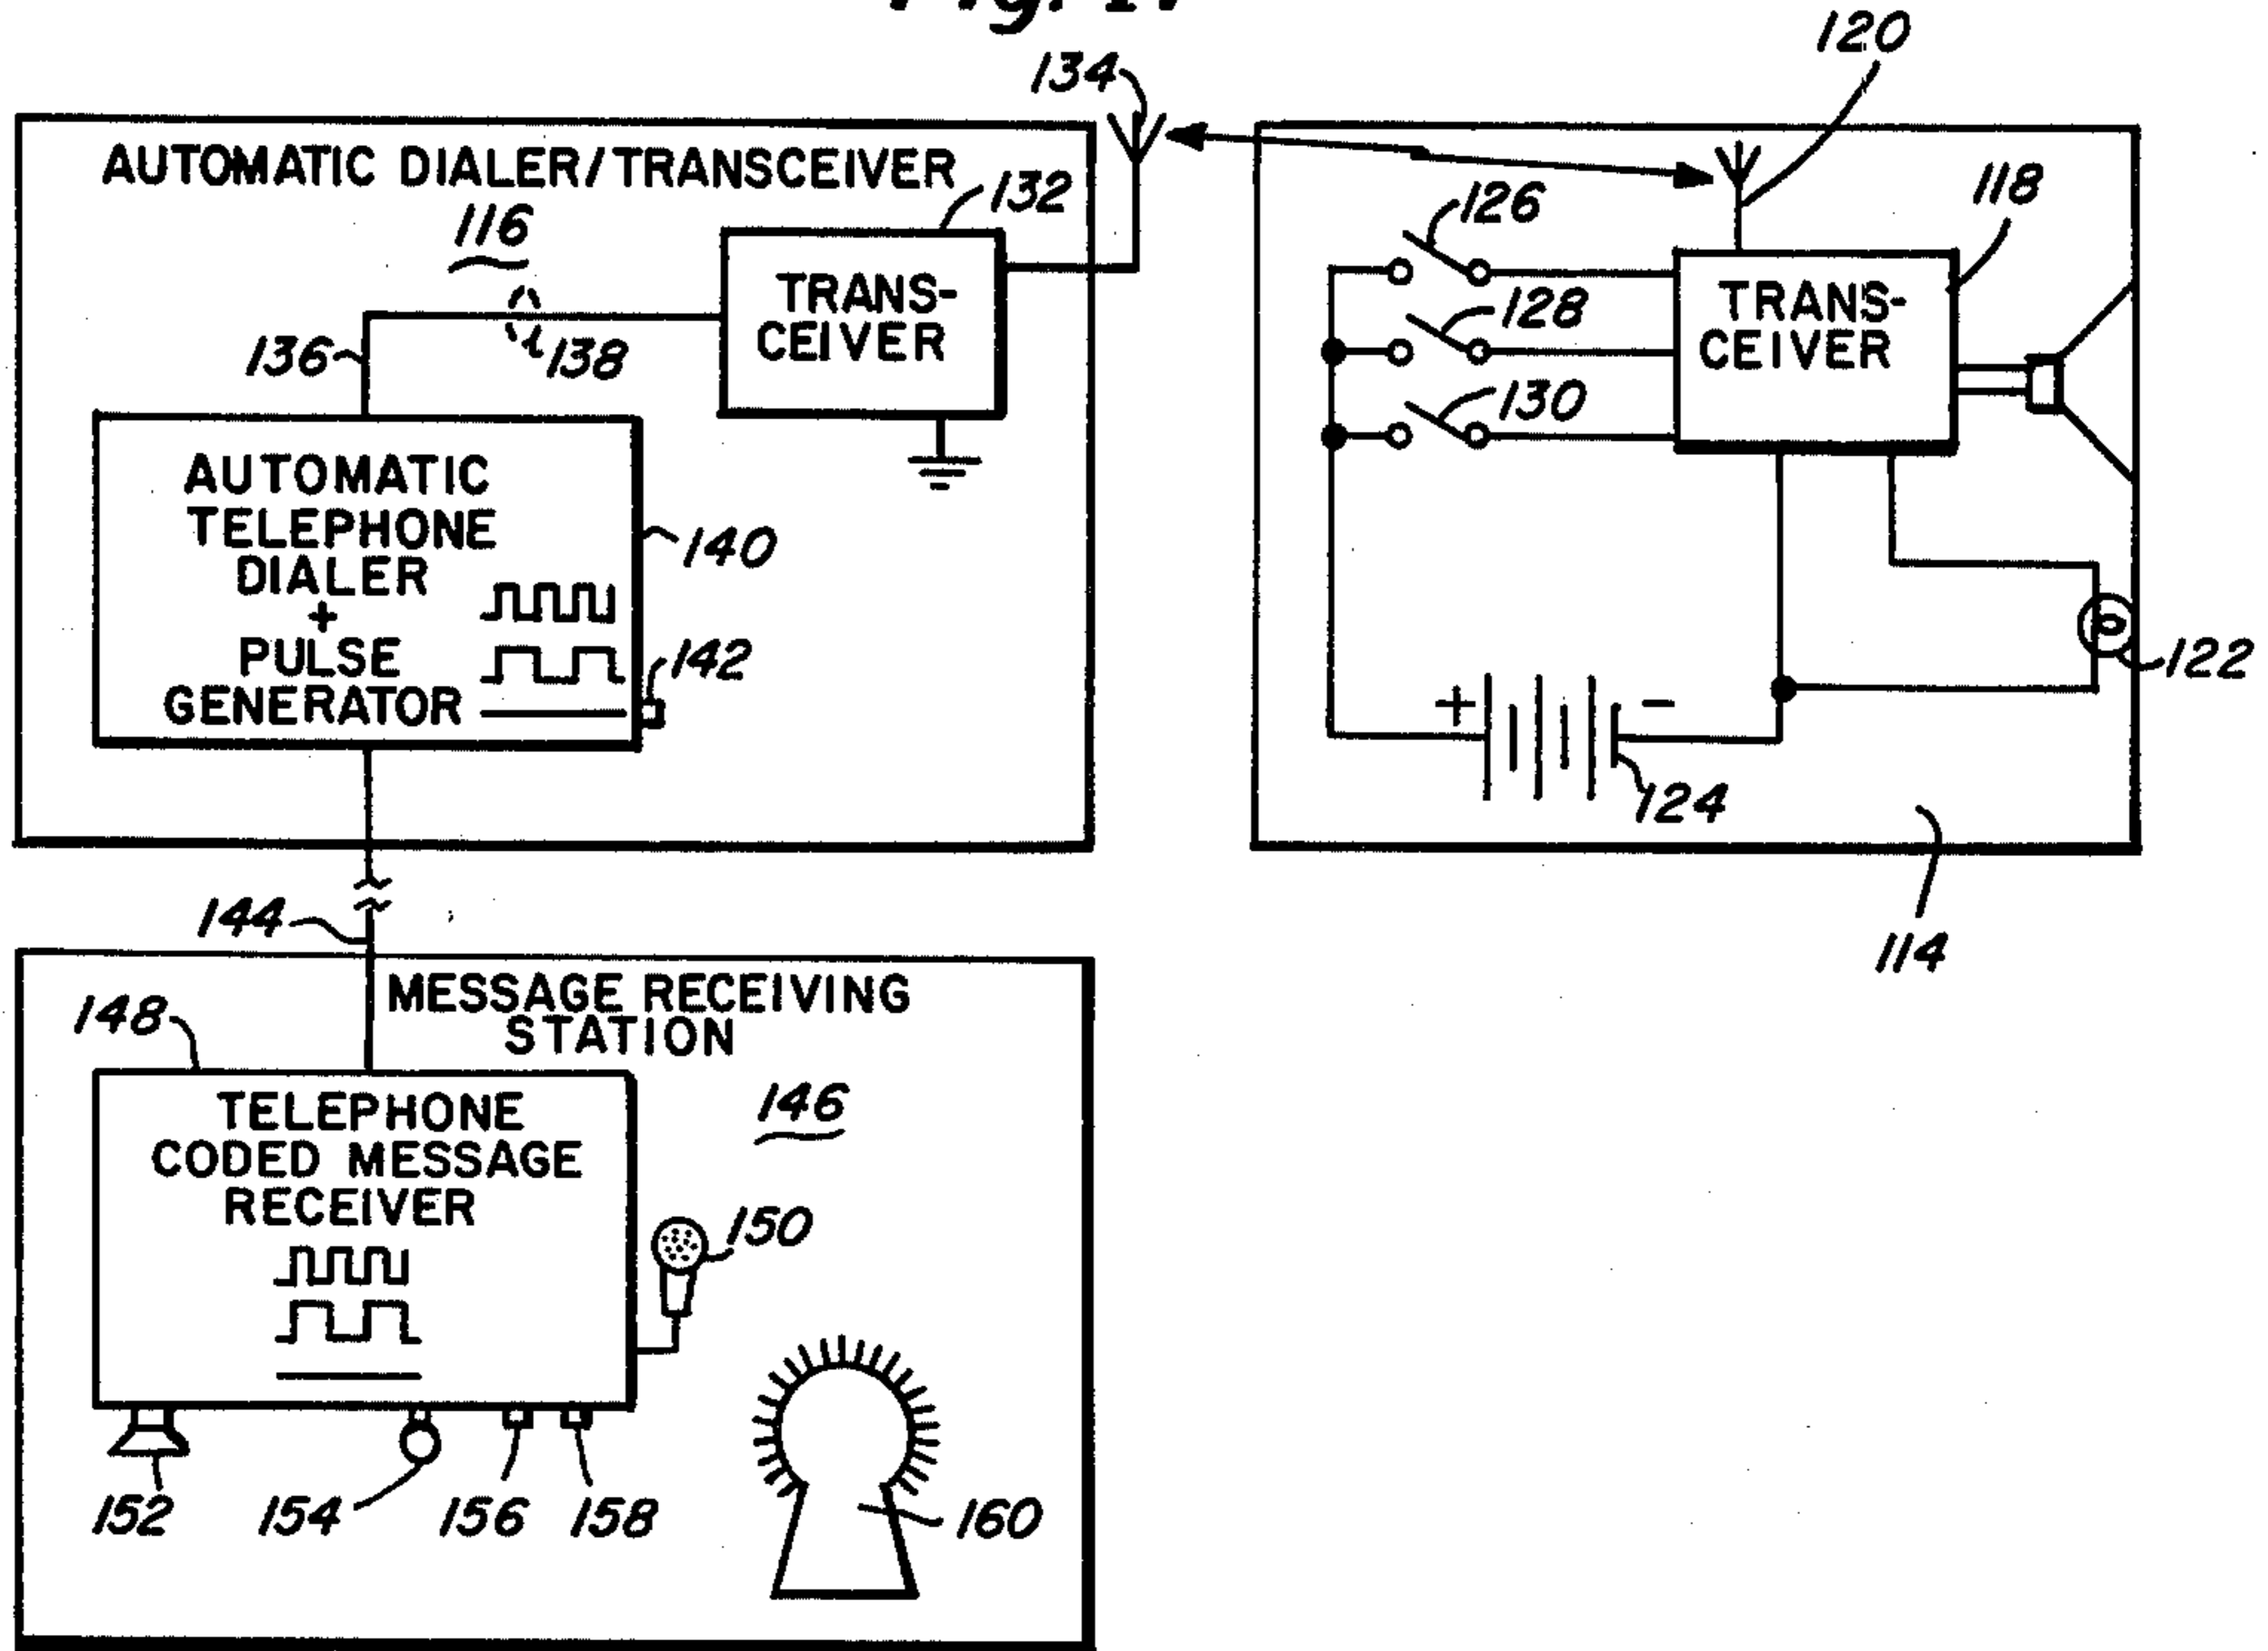 134
120
AUTOMATIC DIALER/TRANSCEIVER
116
132
126
118
TRANS-
CEIVER
128
TRANS-
CEIVER
136
138
130
AUTOMATIC
TELEPHONE
DIALER
+
PULSE
GENERATOR
140
142
122
+
-
124
144
114
MESSAGE RECEIVING
STATION
148
146
TELEPHONE
CODED MESSAGE
RECEIVER
150
152
154
156
158
160